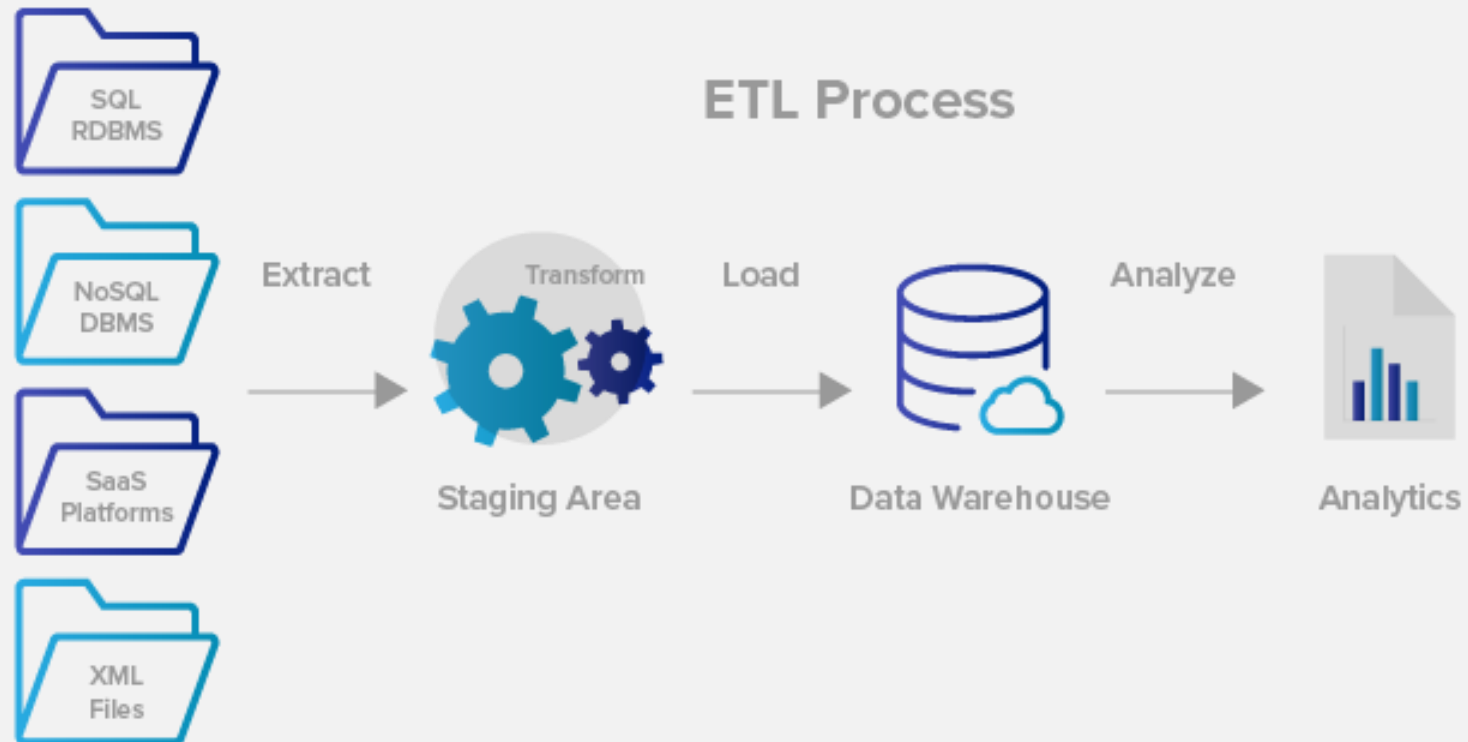 ETL Process
SQL
RDBMS
NoSQL
DBMS
SaaS
Platforms
XML
Files
Extract
Transform
Staging Area
Load
Data Warehouse
Analyze
Analytics